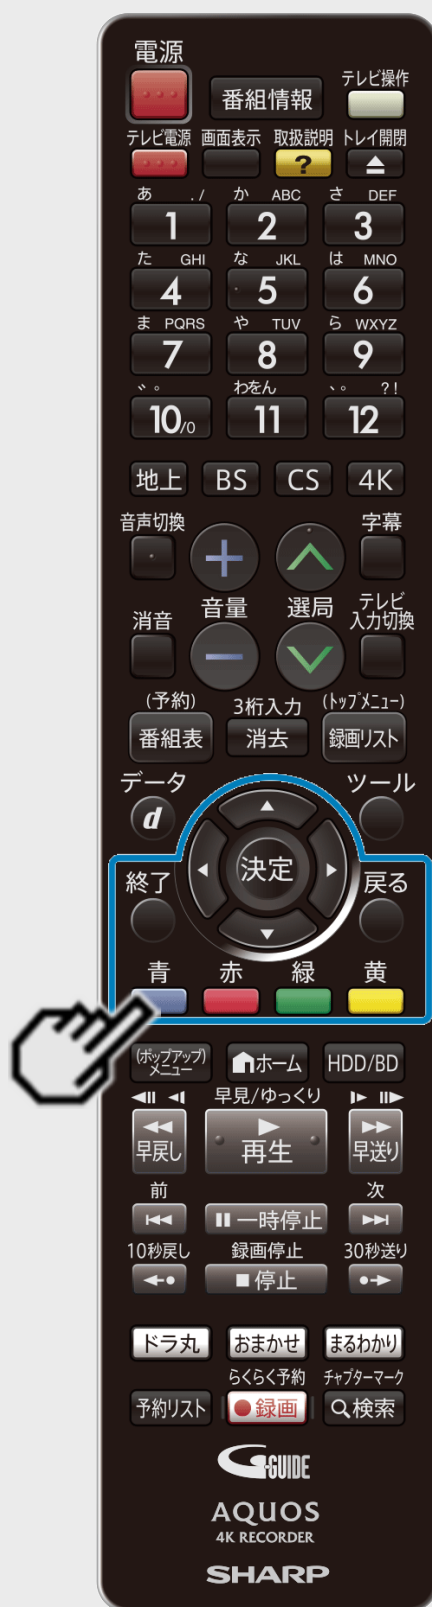 電源
番組情報
テレビ操作
テレビ電源 画面表示 取扱説明 トレイ開閉
?
あ ./ か ABC さ DEF
1 2 3
た GHI な JKL は MNO
4 5 6
ま PQRS や TUV ら WXYZ
7 8 9
゛゜ わをん 、。 ?!
10/0 11 12
地上 BS CS 4K
音声切換 字幕
+
消音 音量 選局 テレビ
入力切換
−
(予約) 3桁入力 (トップメニュー)
番組表 消去 録画リスト
データ ツール
d
決定
終了 戻る
青 赤 緑 黄
(ポップアップ)
メニュー ホーム HDD/BD
早見/ゆっくり
早戻し 再生 早送り
前 次
一時停止
10秒戻し 録画停止 30秒送り
停止
ドラ丸 おまかせ まるわかり
らくらく予約 チャプターマーク
予約リスト 録画 検索
G-GUIDE
AQUOS
4K RECORDER
SHARP